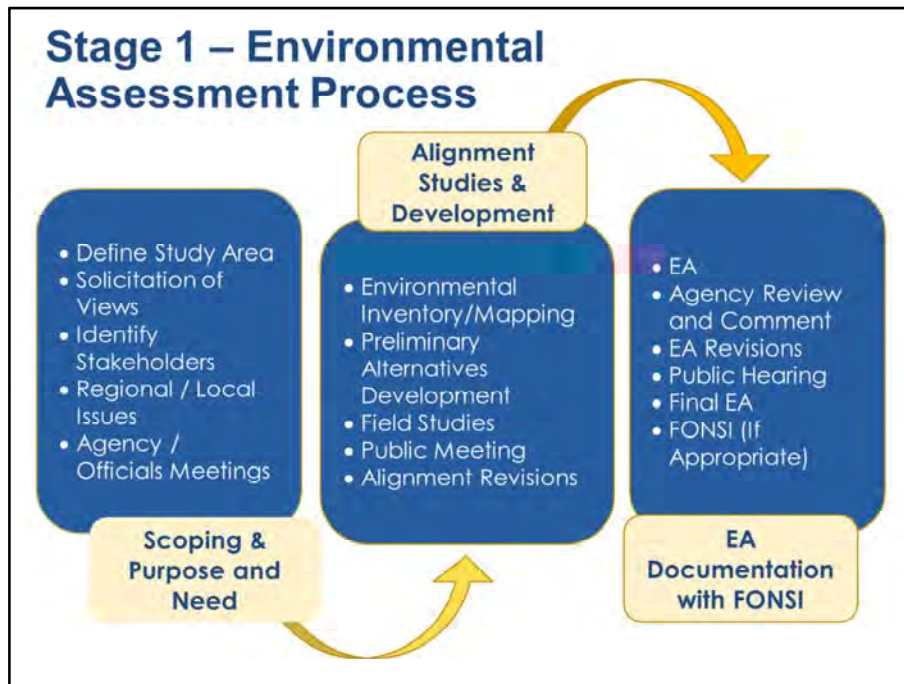 Stage 1 – Environmental
Assessment Process
• Define Study Area
• Solicitation of
Views
• Identify
Stakeholders
• Regional / Local
Issues
• Agency /
Officials Meetings
Scoping &
Purpose and
Need
Alignment
Studies &
Development
• Environmental
Inventory/Mapping
• Preliminary
Alternatives
Development
• Field Studies
• Public Meeting
• Alignment Revisions
• EA
• Agency Review
and Comment
• EA Revisions
• Public Hearing
• Final EA
• FONSI (If
Appropriate)
EA
Documentation
with FONSI